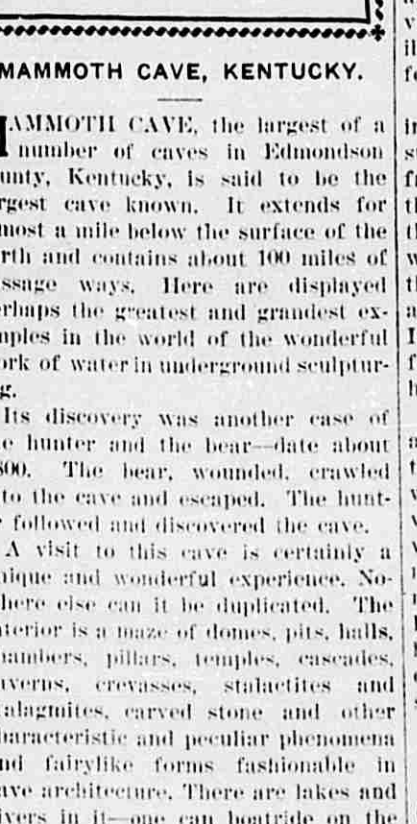 MAMMOTH CAVE, KENTUCKY.
AMMOTH CAVE, the largest of a
number of caves in Edmondson
unty, Kentucky, is said to be the
rgest cave known. It extends for
most a mile below the surface of the
rth and contains about 100 miles of
ssage ways. Here are displayed
erhaps the greatest and grandest ex-
mples in the world of the wonderful
ork of water in underground sculptur-
g.
Its discovery was another case of
e hunter and the bear—date about
800. The bear, wounded, crawled
to the cave and escaped. The hunt-
r followed and discovered the cave.
A visit to this cave is certainly a
nique and wonderful experience. No-
here else can it be duplicated. The
nterior is a maze of domes, pits, halls,
hambers, pillars, temples, cascades,
averns, crevasses, stalactites and
alagmites, carved stone and other
haracteristic and peculiar phenomena
nd fairylike forms fashionable in
ave architecture. There are lakes and
ivers in it—one can boatride on the